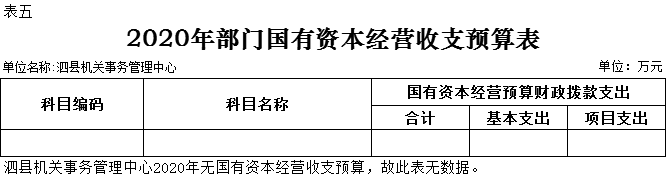 表五
2020年部门国有资本经营收支预算表
单位名称:泗县机关事务管理中心 单位：万元
科目编码 科目名称 国有资本经营预算财政拨款支出
合计 基本支出 项目支出
泗县机关事务管理中心2020年无国有资本经营收支预算，故此表无数据。